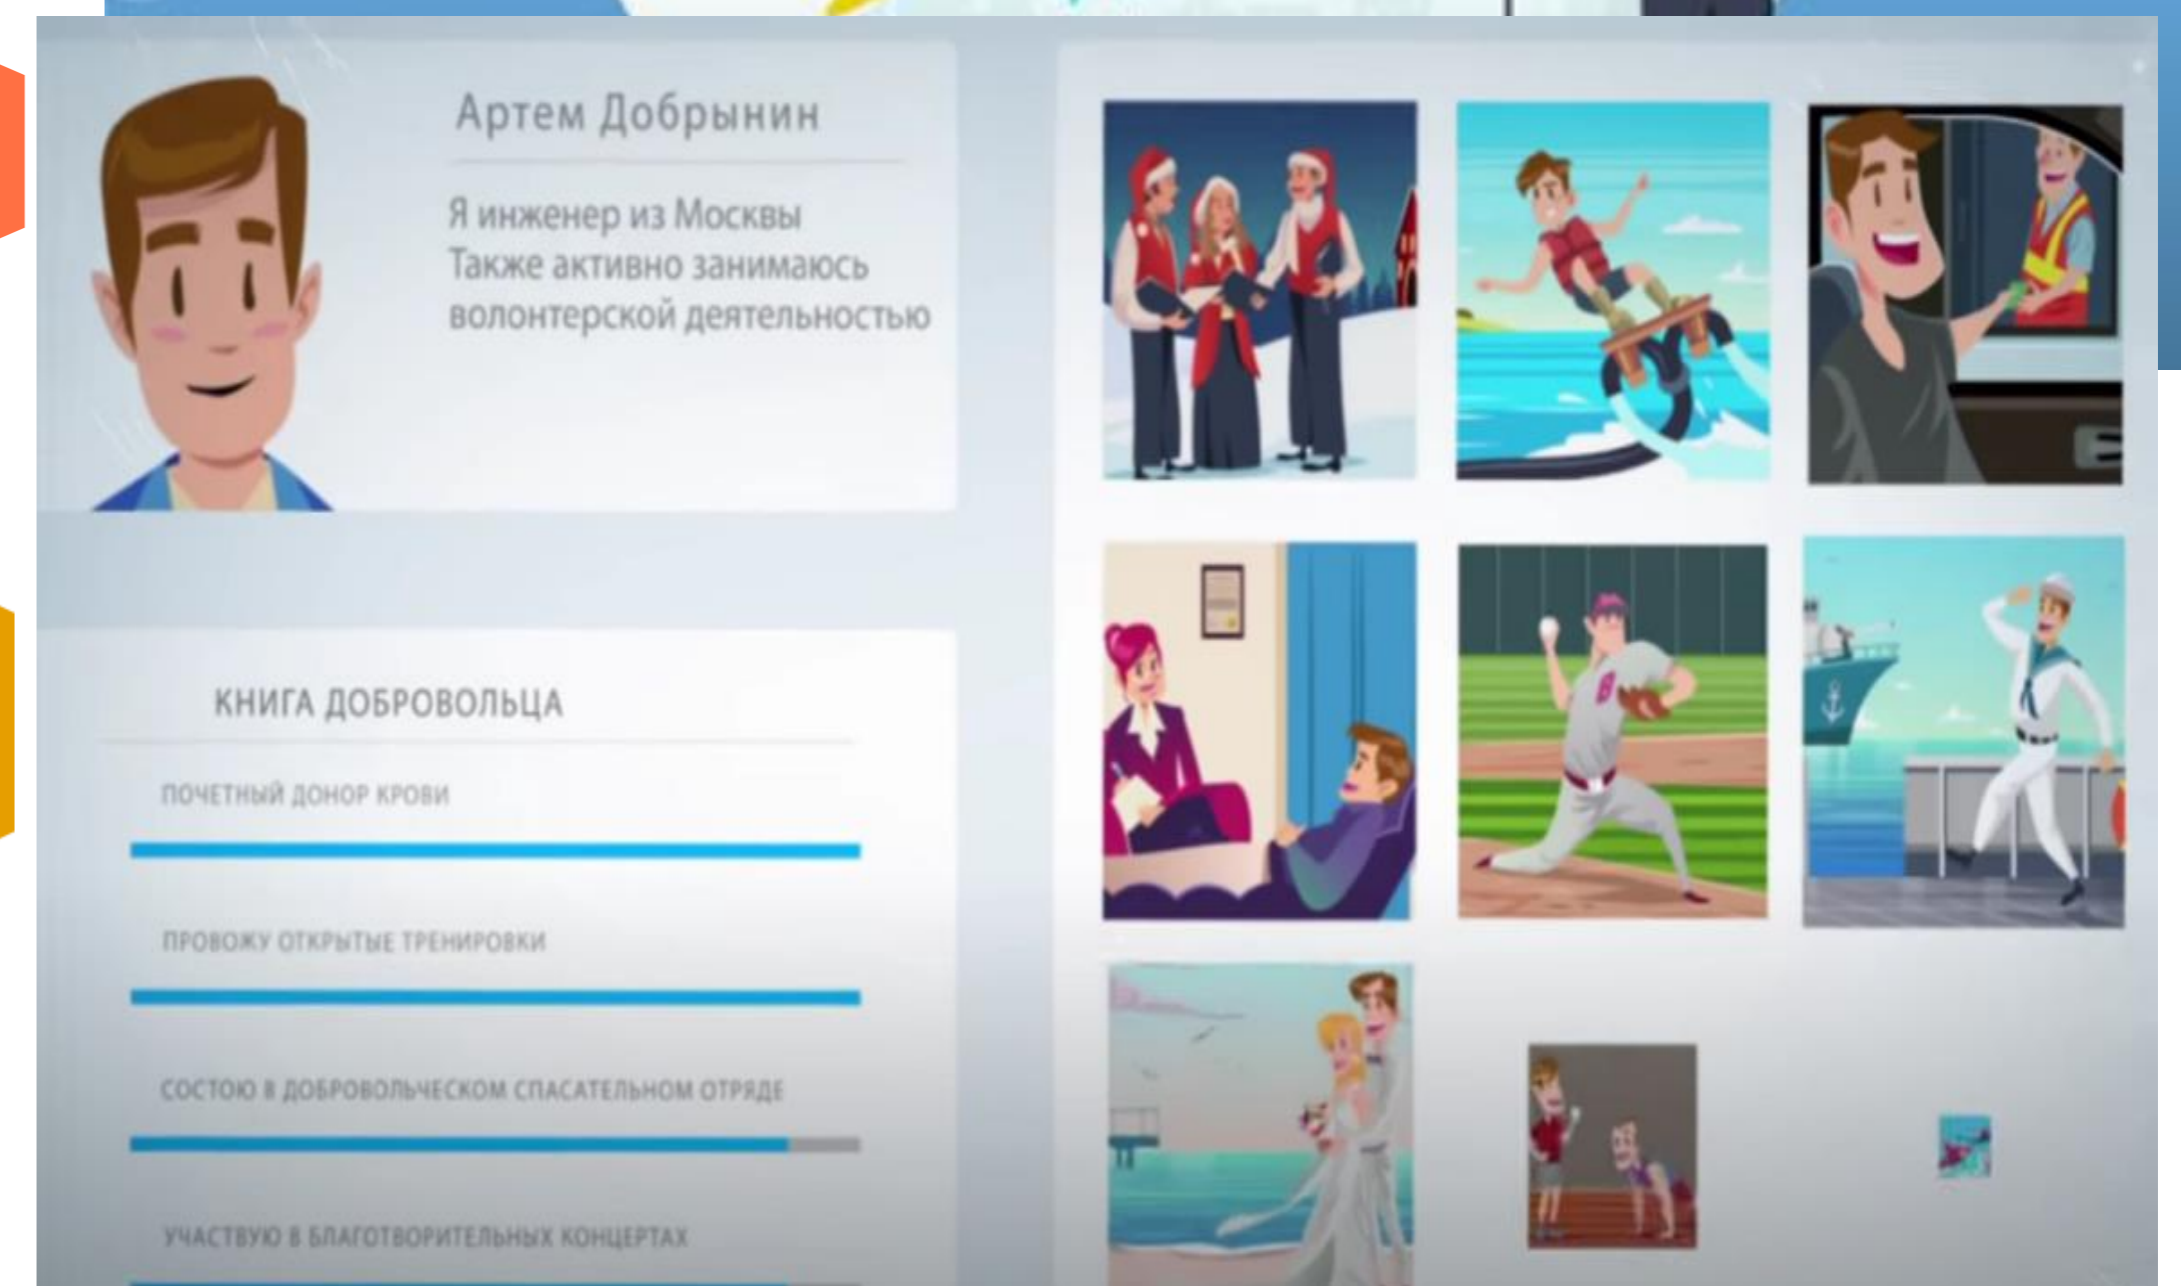 Артем Добрынин
Я инженер из Москвы
Также активно занимаюсь
волонтерской деятельностью
КНИГА ДОБРОВОЛЬЦА
ПОЧЕТНЫЙ ДОНОР КРОВИ
ПРОВОЖУ ОТКРЫТЫЕ ТРЕНИРОВКИ
СОСТОЮ В ДОБРОВОЛЬЧЕСКОМ СПАСАТЕЛЬНОМ ОТРЯДЕ
УЧАСТВУЮ В БЛАГОТВОРИТЕЛЬНЫХ КОНЦЕРТАХ